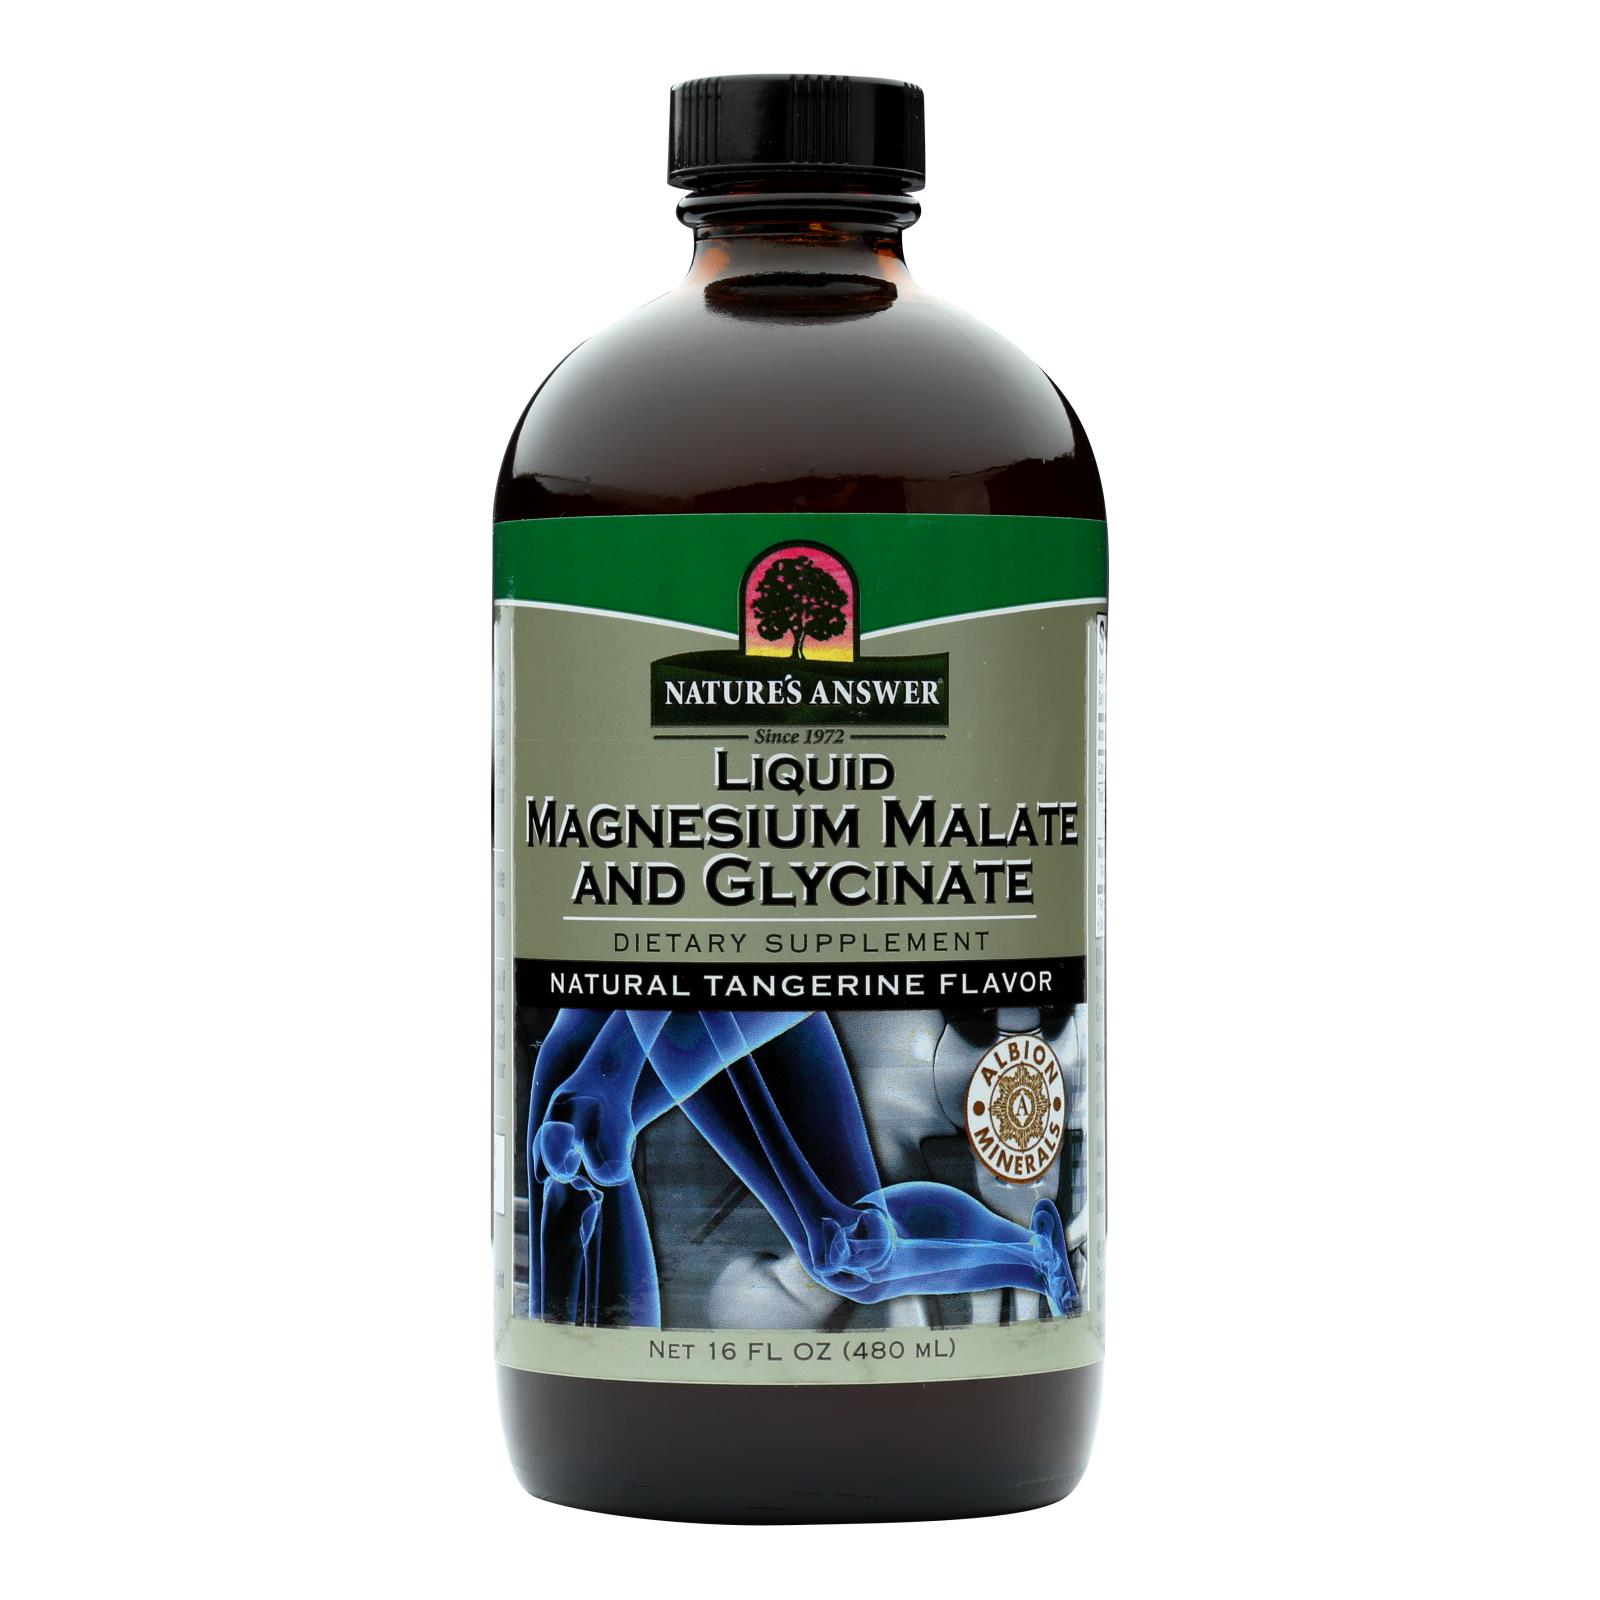 NATURE'S ANSWER
Since 1972
LIQUID
MAGNESIUM MALATE
AND GLYCINATE
DIETARY SUPPLEMENT
NATURAL TANGERINE FLAVOR
ALBION
A
MINERALS
NET 16 FL OZ (480 mL)